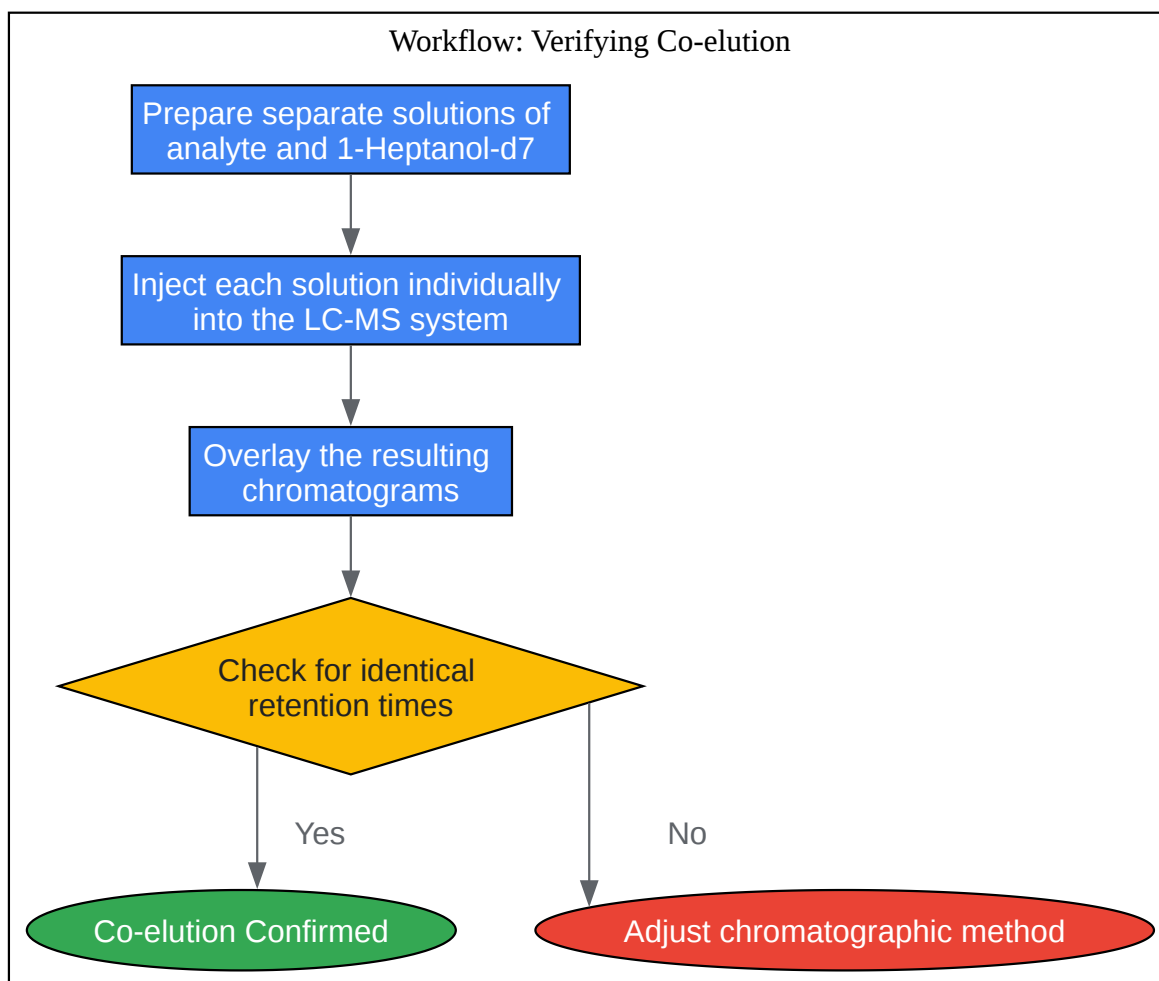 Workflow: Verifying Co-elution
Prepare separate solutions of
analyte and 1-Heptanol-d7
Inject each solution individually
into the LC-MS system
Overlay the resulting
chromatograms
Check for identical
retention times
Yes
No
Co-elution Confirmed
Adjust chromatographic method